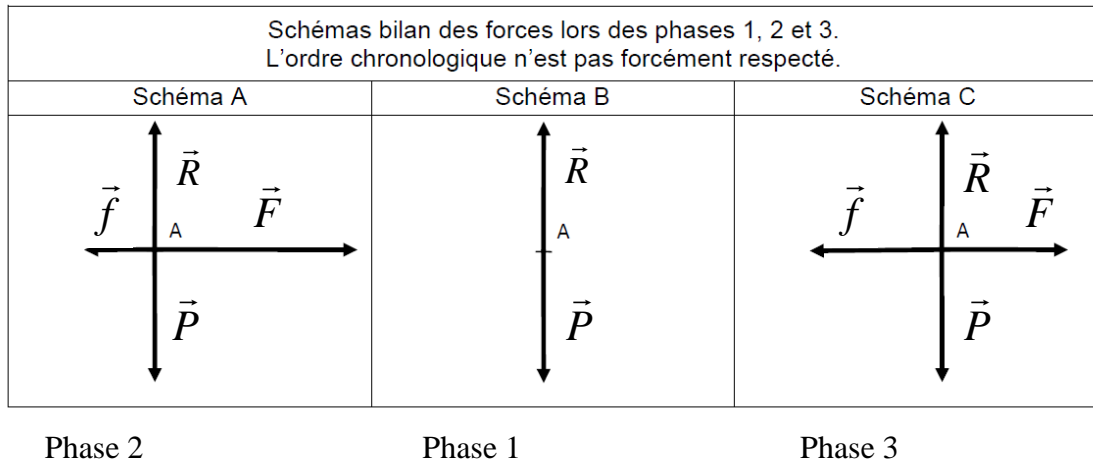 Schémas bilan des forces lors des phases 1, 2 et 3.
L'ordre chronologique n'est pas forcément respecté.
Schéma A Schéma B Schéma C
R⃗ R⃗ R⃗
f⃗ A F⃗ A f⃗ A F⃗
P⃗ P⃗ P⃗
Phase 2 Phase 1 Phase 3